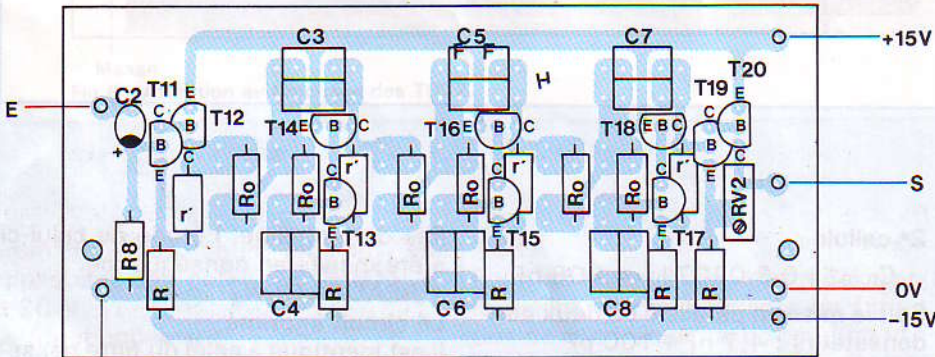 C3
C5
C7
+15V
E
C2
T11
E
C
B
E
B
C
T12
T14
E
B
C
F
F
T16
E
B
C
T18
E
B
C
T19
T20
E
B
C
C
B
E
+
r'
Ro
Ro
r'
C
B
E
T13
Ro
Ro
r'
C
B
E
T15
Ro
Ro
r'
C
B
E
T17
RV2
S
R8
R
C4
R
C6
R
C8
R
R
0V
-15V